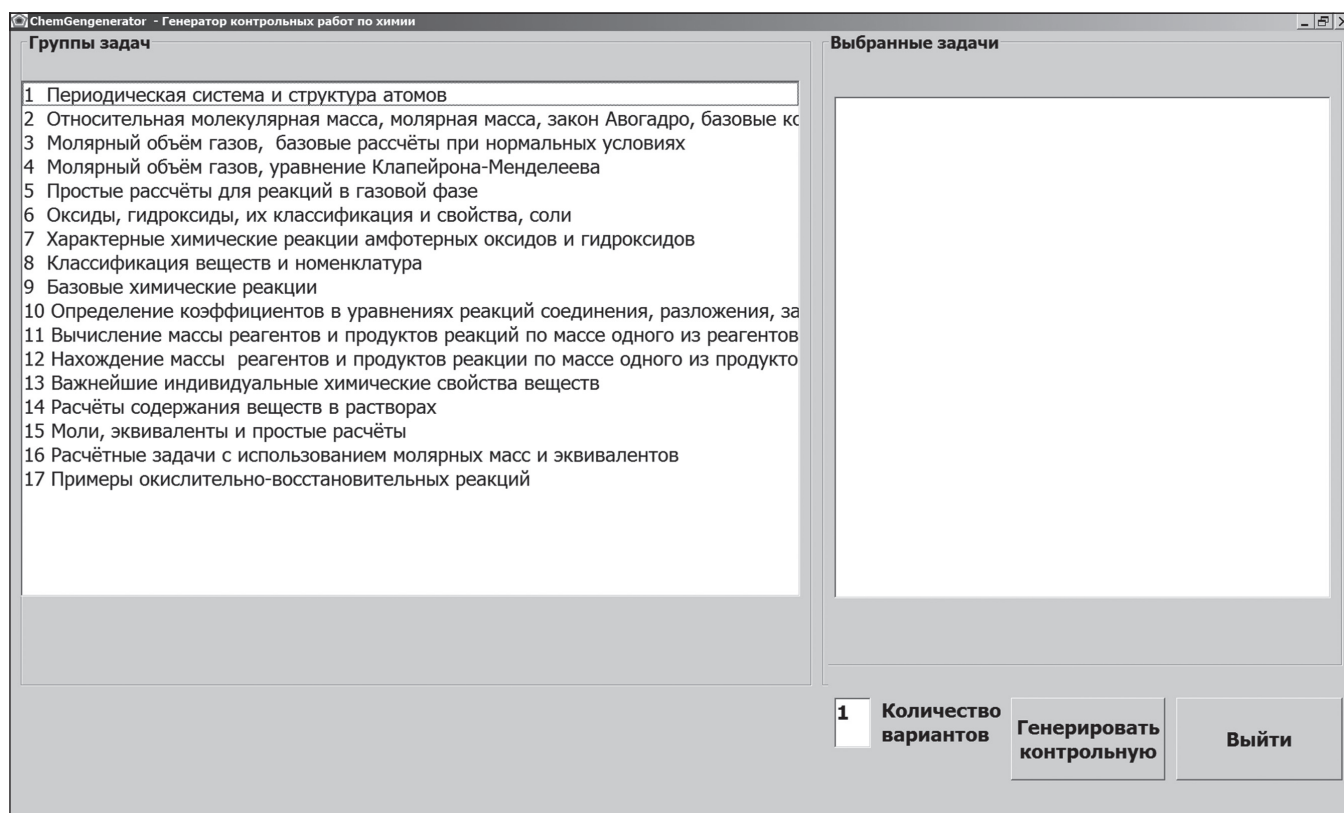 ChemGengenerator - Генератор контрольных работ по химии
Группы задач
1 Периодическая система и структура атомов
2 Относительная молекулярная масса, молярная масса, закон Авогадро, базовые
3 Молярный объём газов, базовые рассчёты при нормальных условиях
4 Молярный объём газов, уравнение Клапейрона-Менделеева
5 Простые рассчёты для реакций в газовой фазе
6 Оксиды, гидроксиды, их классификация и свойства, соли
7 Характерные химические реакции амфотерных оксидов и гидроксидов
8 Классификация веществ и номенклатура
9 Базовые химические реакции
10 Определение коэффициентов в уравнениях реакций соединения, разложения, за
11 Вычисление массы реагентов и продуктов реакций по массе одного из реагентов
12 Нахождение массы реагентов и продуктов реакции по массе одного из продукто
13 Важнейшие индивидуальные химические свойства веществ
14 Расчёты содержания веществ в растворах
15 Моли, эквиваленты и простые расчёты
16 Расчётные задачи с использованием молярных масс и эквивалентов
17 Примеры окислительно-восстановительных реакций
Выбранные задачи
1
Количество
вариантов
Генерировать
контрольную
Выйти